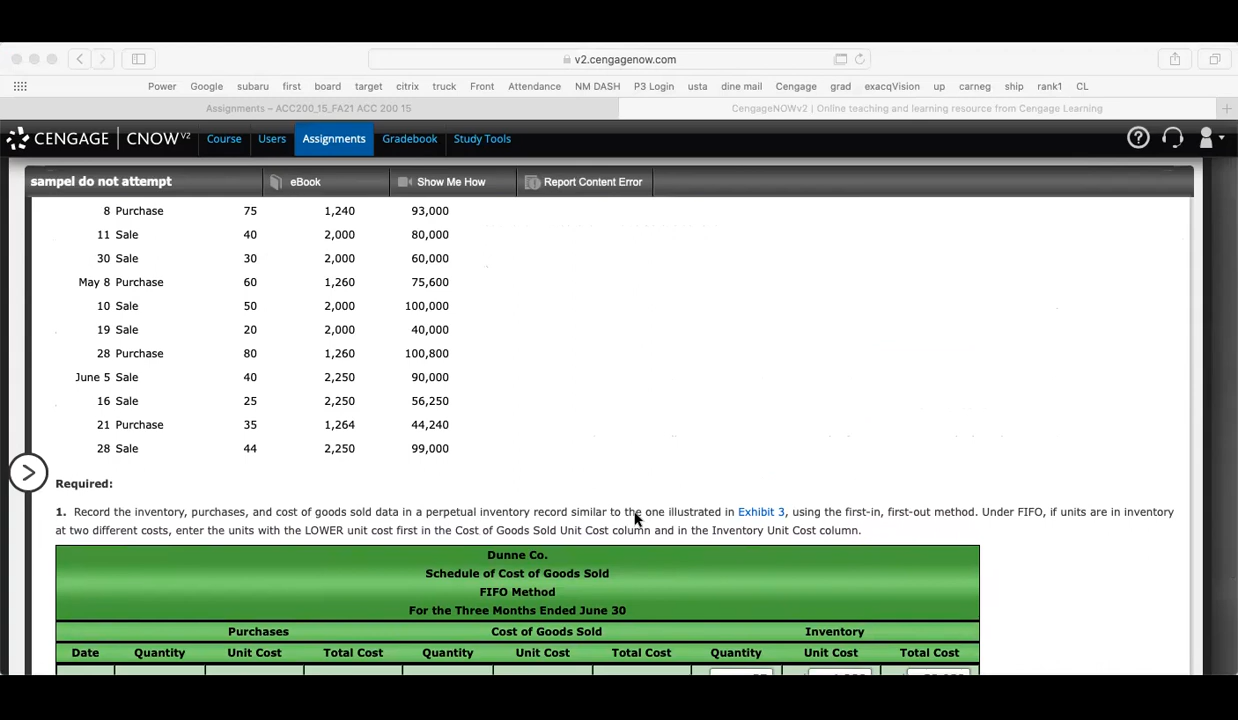 v2.cengagenow.com
Power Google subaru first board target citrix truck Front Attendance NM DASH P3 Login usta dine mail Cengage grad exacqVision up carneg ship rank1 CL
Assignments – ACC200_15_FA21 ACC 200 15 CengageNOWv2 | Online teaching and learning resource from Cengage Learning
CENGAGE | CNOWV2 Course Users Assignments Gradebook Study Tools
sampel do not attempt eBook Show Me How Report Content Error
8 Purchase 75 1,240 93,000
11 Sale 40 2,000 80,000
30 Sale 30 2,000 60,000
May 8 Purchase 60 1,260 75,600
10 Sale 50 2,000 100,000
19 Sale 20 2,000 40,000
28 Purchase 80 1,260 100,800
June 5 Sale 40 2,250 90,000
16 Sale 25 2,250 56,250
21 Purchase 35 1,264 44,240
28 Sale 44 2,250 99,000
Required:
1. Record the inventory, purchases, and cost of goods sold data in a perpetual inventory record similar to the one illustrated in Exhibit 3, using the first-in, first-out method. Under FIFO, if units are in inventory
at two different costs, enter the units with the LOWER unit cost first in the Cost of Goods Sold Unit Cost column and in the Inventory Unit Cost column.
Dunne Co.
Schedule of Cost of Goods Sold
FIFO Method
For the Three Months Ended June 30
Purchases Cost of Goods Sold Inventory
Date Quantity Unit Cost Total Cost Quantity Unit Cost Total Cost Quantity Unit Cost Total Cost